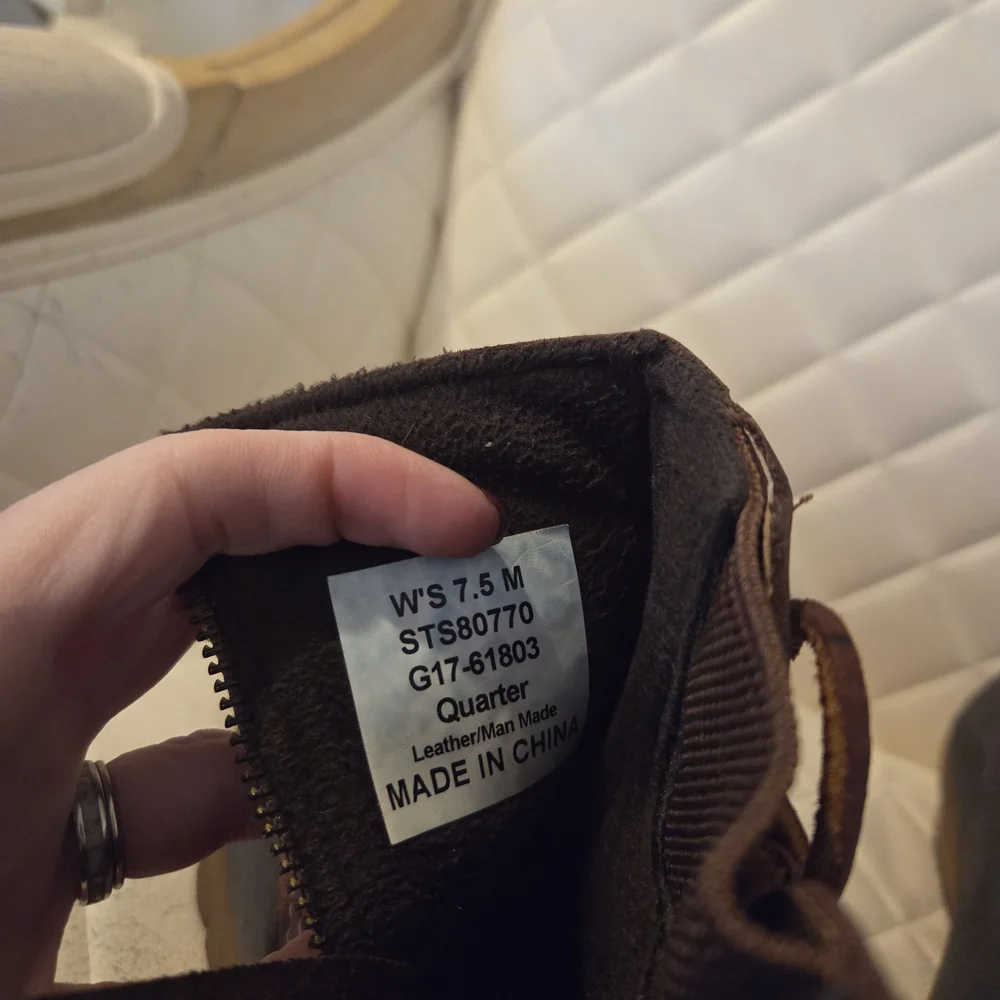 W'S 7.5 M
STS80770
G17-61803
Quarter
Leather/Man Made
MADE IN CHINA